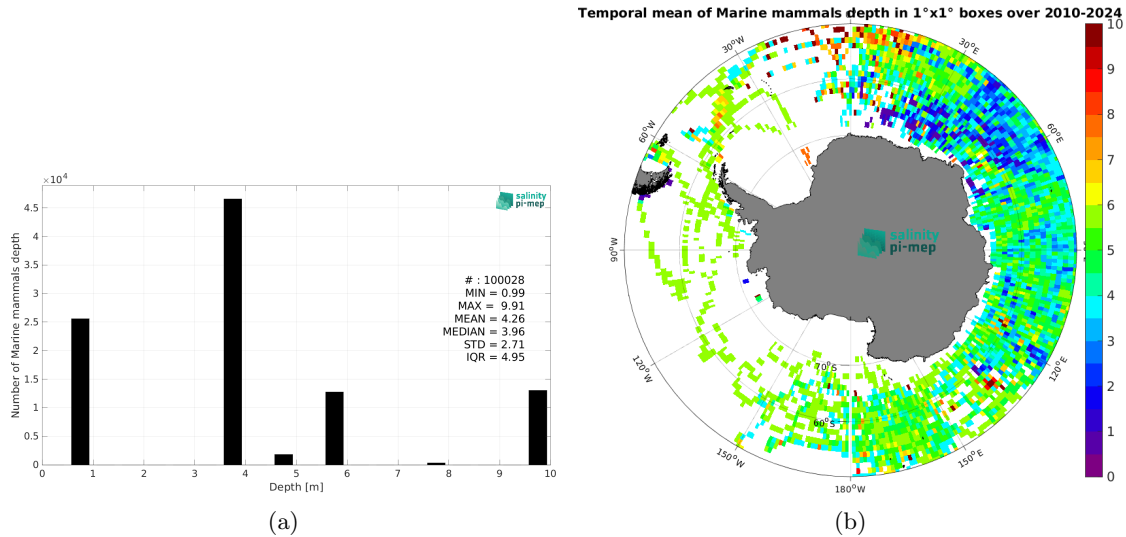 ×10⁴
4.5
4
3.5
3
2.5
2
1.5
1
0.5
0
0 1 2 3 4 5 6 7 8 9 10
Number of Marine mammals depth
Depth [m]
salinity
pi-mep
# : 100028
MIN = 0.99
MAX = 9.91
MEAN = 4.26
MEDIAN = 3.96
STD = 2.71
IQR = 4.95
(a)
Temporal mean of Marine mammals depth in 1°x1° boxes over 2010-2024
30°W
30°E
60°W
60°E
90°W
120°W
120°E
150°W
150°E
180°W
70°S
60°S
salinity
pi-mep
10
9
8
7
6
5
4
3
2
1
0
(b)